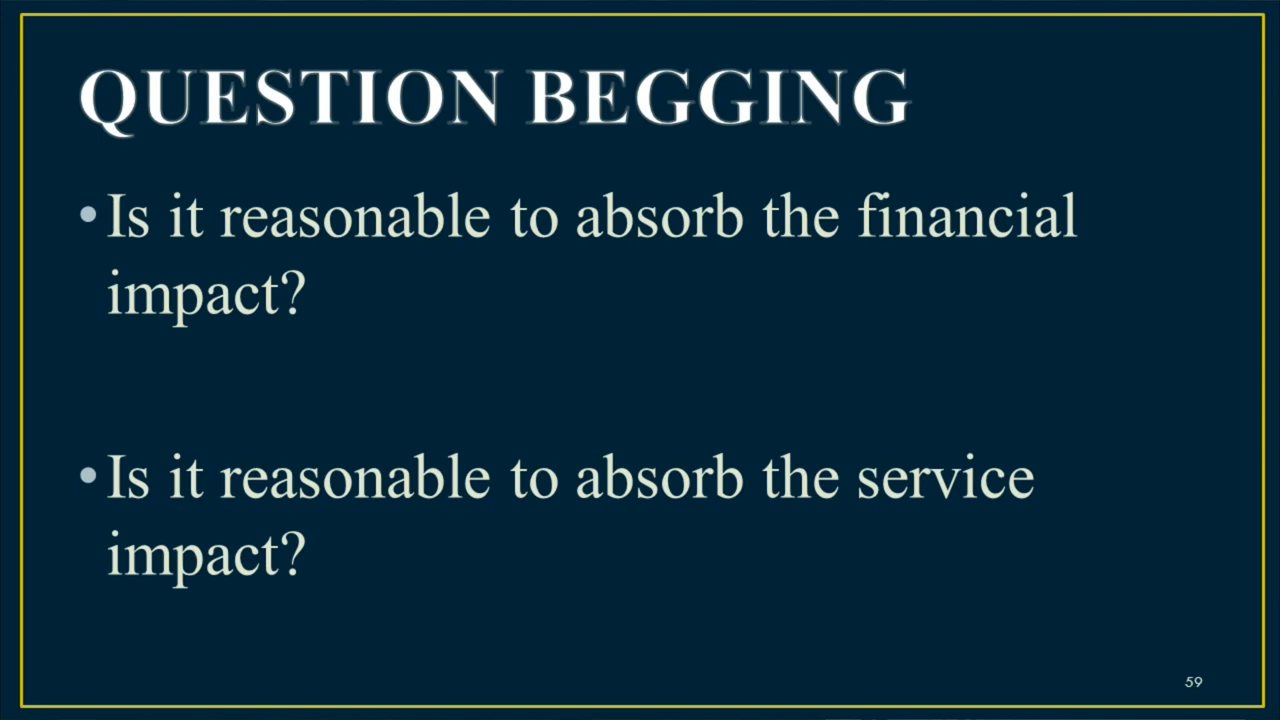 QUESTION BEGGING
•Is it reasonable to absorb the financial
impact?
•Is it reasonable to absorb the service
impact?
59